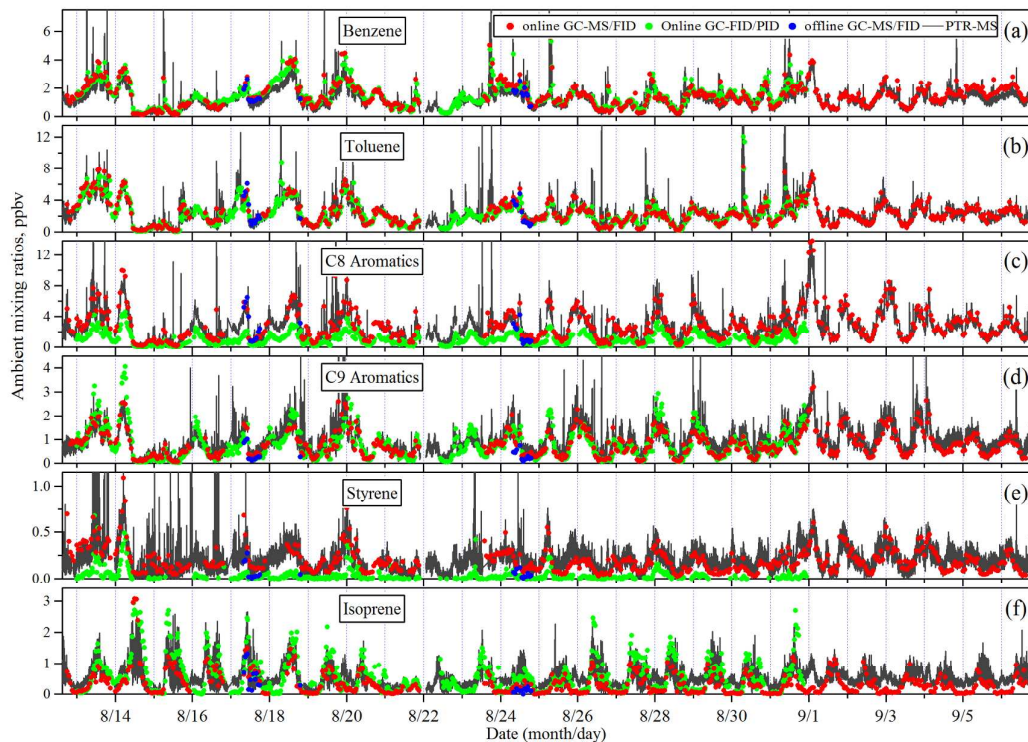 online GC-MS/FID Online GC-FID/PID offline GC-MS/FID PTR-MS
6 Benzene (a)
4
2
0
12 Toluene (b)
8
4
0
12 C8 Aromatics (c)
8
4
0
4 C9 Aromatics (d)
3
2
1
0
Styrene (e)
1.0
0.5
0.0
3 Isoprene (f)
2
1
0
Ambient mixing ratios, ppbv
8/14 8/16 8/18 8/20 8/22 8/24 8/26 8/28 8/30 9/1 9/3 9/5
Date (month/day)